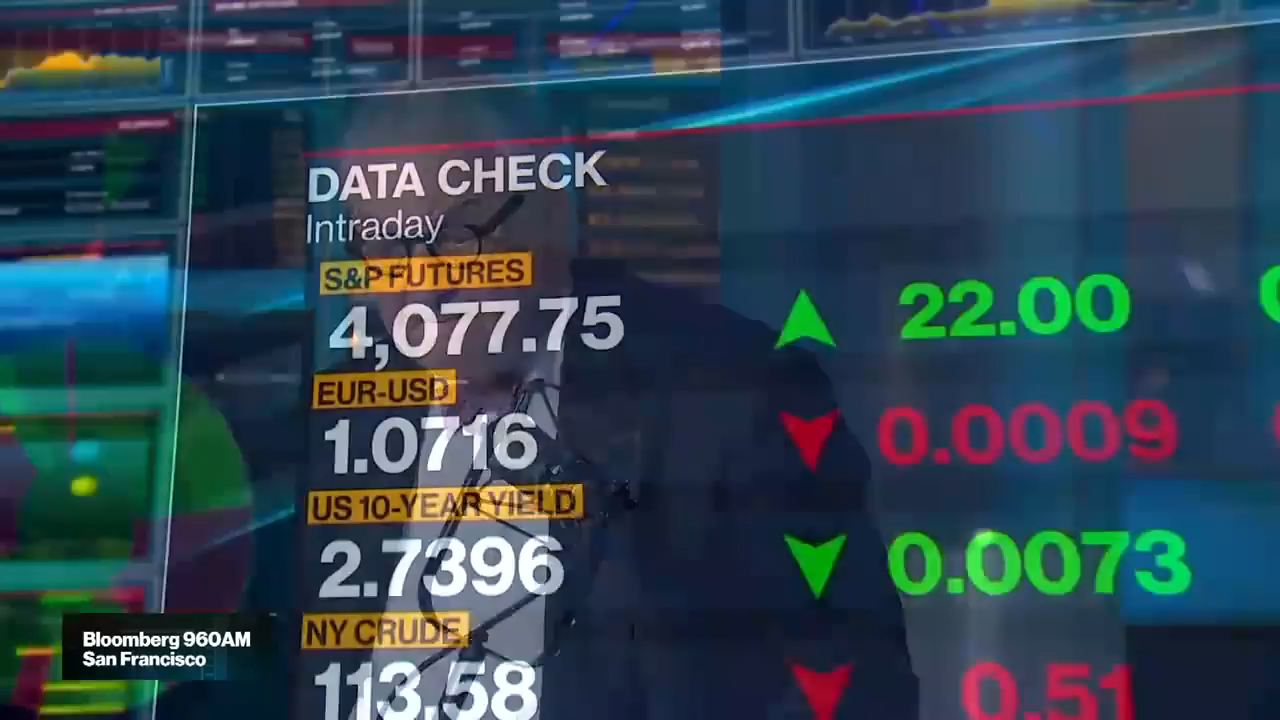 DATA CHECK
Intraday
S&P FUTURES
4,077.75 22.00
EUR-USD
1.0716 0.0009
US 10-YEAR YIELD
2.7396 0.0073
NY CRUDE
113.58 0.51
Bloomberg 960AM
San Francisco